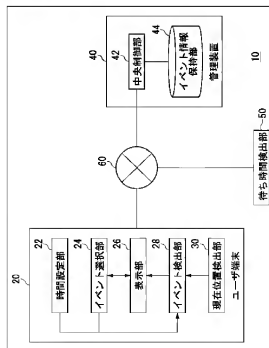 10
40
管理装置
42
中央制御部
44
イベント情報
保持部
60
50
待ち時間検出部
20
ユーザ端末
22
時間設定部
24
イベント選択部
26
表示部
28
イベント検出部
30
現在位置検出部